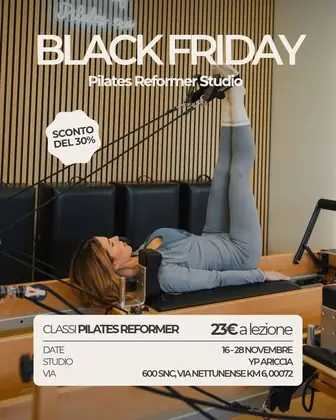 BLACK FRIDAY
Pilates Reformer Studio
SCONTO
DEL 30%
CLASSI PILATES REFORMER 23€ a lezione
DATE 16 - 28 NOVEMBRE
STUDIO YP ARICCIA
VIA 600 SNC, VIA NETTUNENSE KM 6, 00072